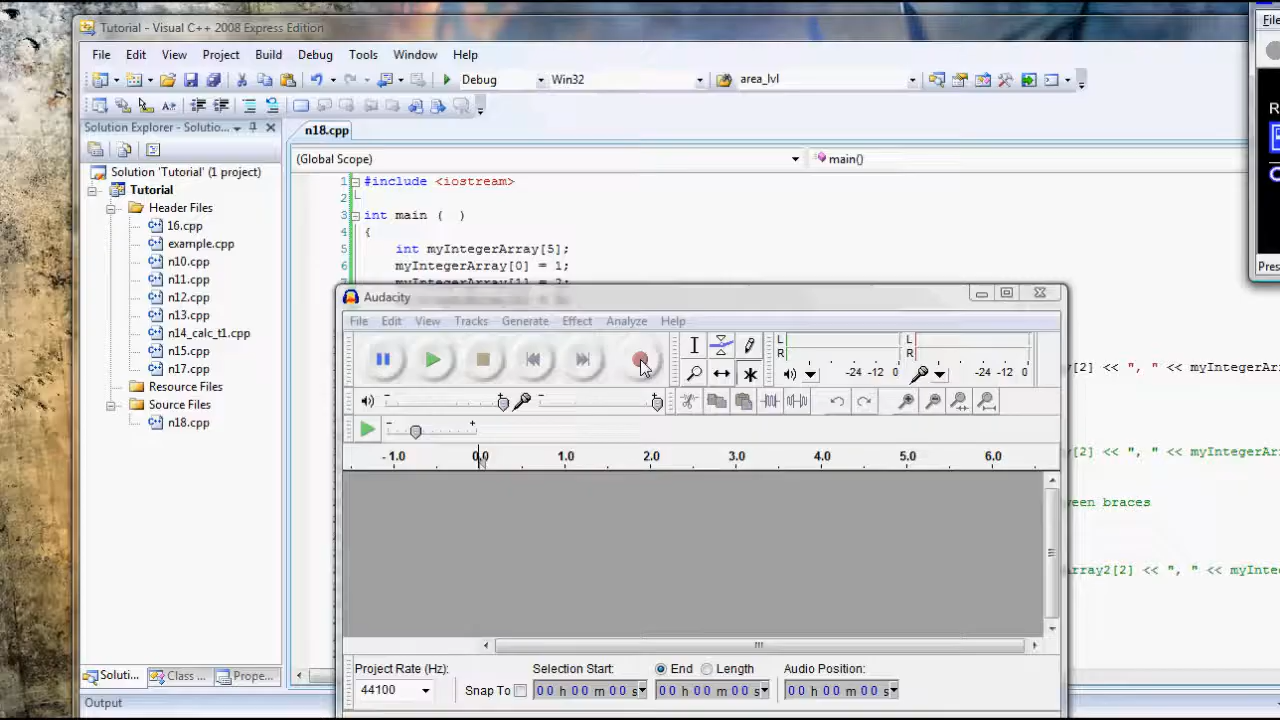 Tutorial - Visual C++ 2008 Express Edition
File
File Edit View Project Build Debug Tools Window Help
Debug Win32 area_lvl
Solution Explorer - Solutio...
n18.cpp
(Global Scope) main()
Solution 'Tutorial' (1 project)
Tutorial
Header Files
16.cpp
example.cpp
n10.cpp
n11.cpp
n12.cpp
n13.cpp
n14_calc_t1.cpp
n15.cpp
n17.cpp
Resource Files
Source Files
n18.cpp
1 #include <iostream>
2
3 int main ( )
4 {
5 int myIntegerArray[5];
6 myIntegerArray[0] = 1;
myIntegerArray[1] = 2;
Audacity
File Edit View Tracks Generate Effect Analyze Help
L L
R R
-24 -12 0 -24 -12 0
- 1.0 0.0 1.0 2.0 3.0 4.0 5.0 6.0
Project Rate (Hz): Selection Start: End Length Audio Position:
44100 Snap To 00 h 00 m 00 s 00 h 00 m 00 s 00 h 00 m 00 s
y[2] << ", " << myIntegerArr
y[2] << ", " << myIntegerAr
ween braces
rray2[2] << ", " << myInte
Soluti... Class ... Prope...
Output
R
Pres